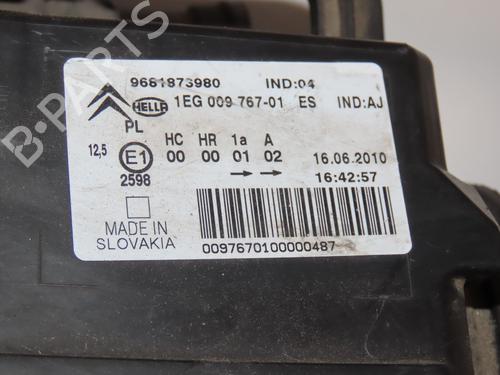 9681873980 IND:04
HELLA 1EG 009 767-01 ES IND:AJ
PL
HC HR 1a A
12,5 E1 00 00 01 02 16.06.2010
2598 16:42:57
MADE IN
SLOVAKIA
0097670100000487
B-PARTS